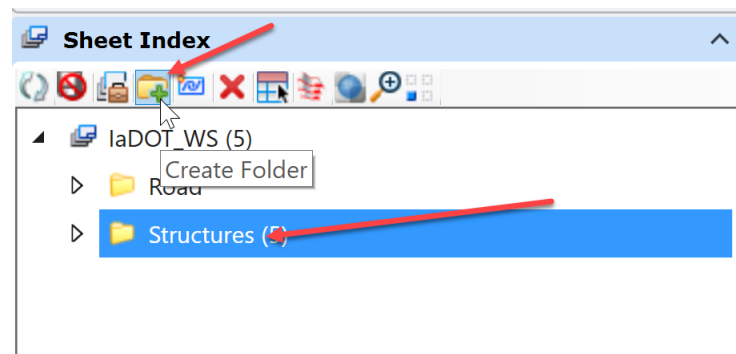 Sheet Index
IaDOT_WS (5)
Create Folder
Road
Structures (5)